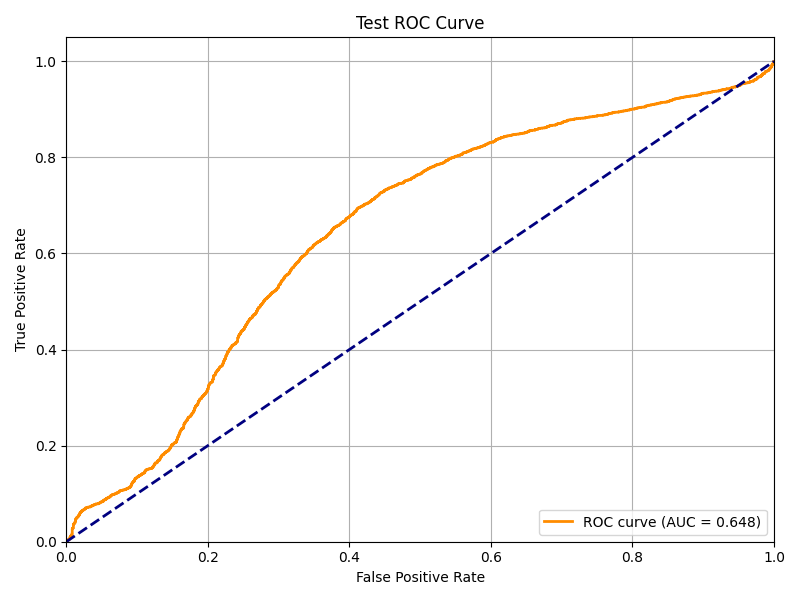 Test ROC Curve
True Positive Rate
1.0
0.8
0.6
0.4
0.2
0.0
0.0 0.2 0.4 0.6 0.8 1.0
False Positive Rate
ROC curve (AUC = 0.648)